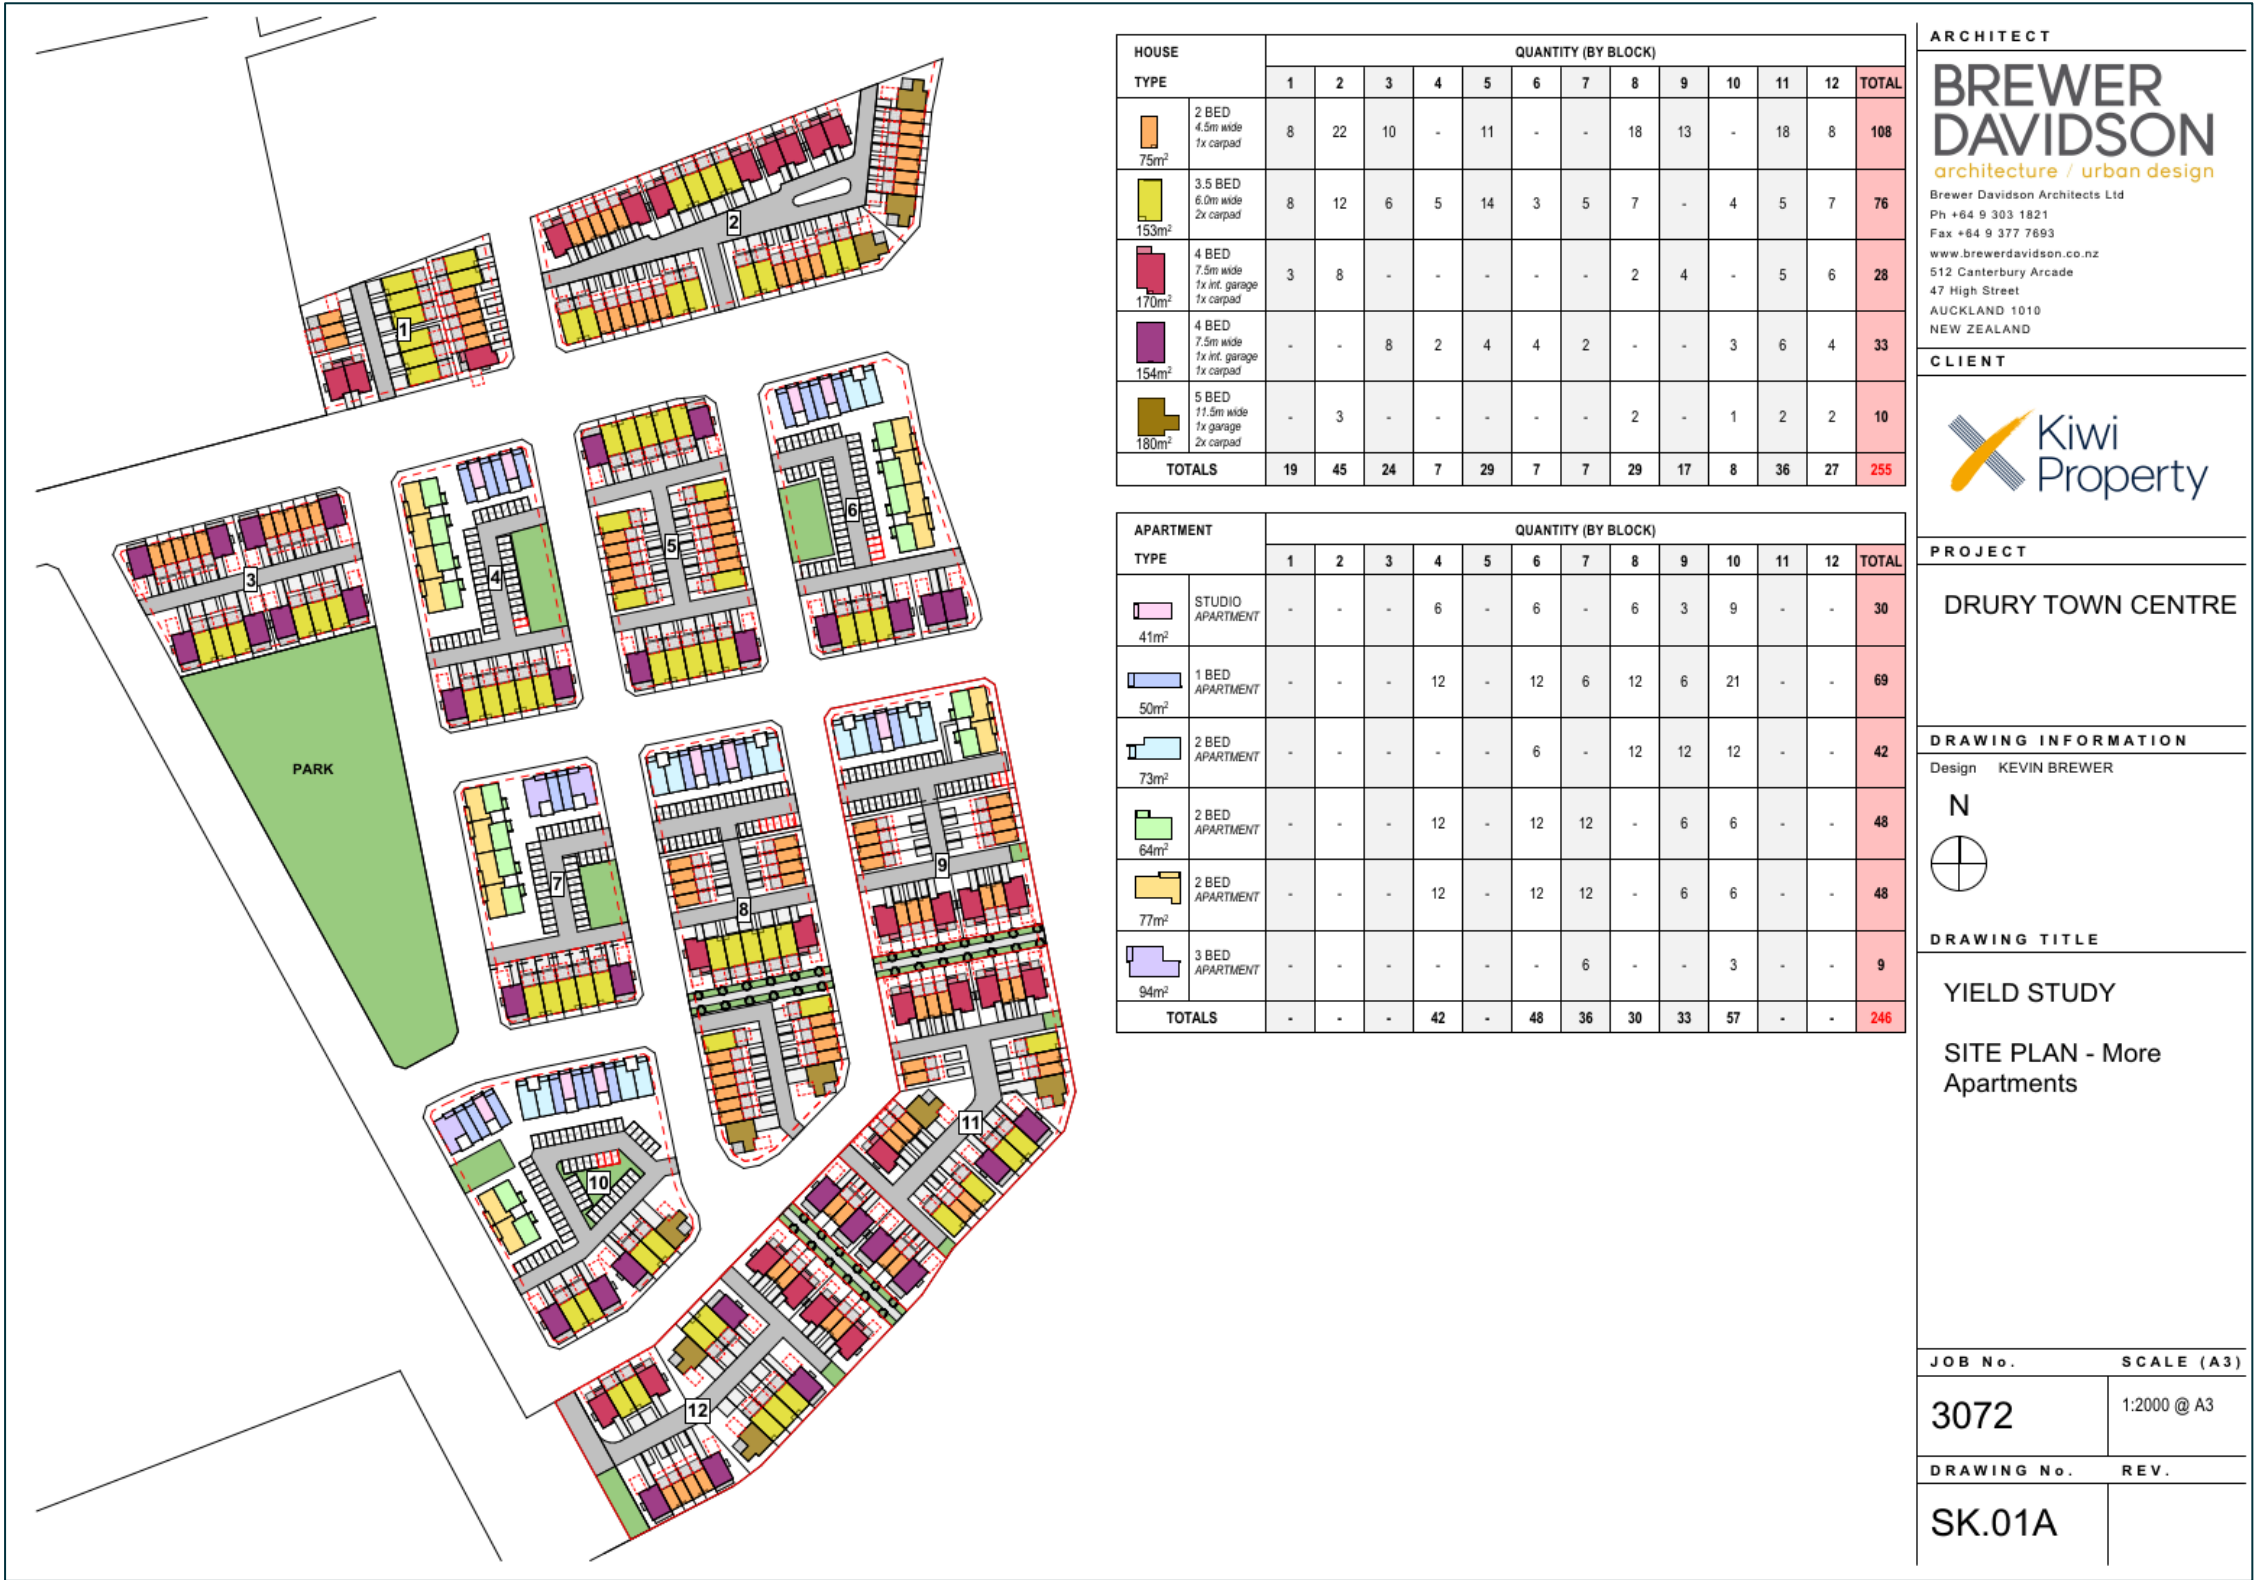 1
2
3
4
5
6
7
8
9
10
11
12
PARK
HOUSE TYPE QUANTITY (BY BLOCK)
1 2 3 4 5 6 7 8 9 10 11 12 TOTAL
75m² 2 BED 4.5m wide 1x carpad 8 22 10 - 11 - - 18 13 - 18 8 108
153m² 3.5 BED 6.0m wide 2x carpad 8 12 6 5 14 3 5 7 - 4 5 7 76
170m² 4 BED 7.5m wide 1x int. garage 1x carpad 3 8 - - - - - 2 4 - 5 6 28
154m² 4 BED 7.5m wide 1x int. garage 1x carpad - - 8 2 4 4 2 - - 3 6 4 33
180m² 5 BED 11.5m wide 1x garage 2x carpad - 3 - - - - - 2 - 1 2 2 10
TOTALS 19 45 24 7 29 7 7 29 17 8 36 27 255
APARTMENT TYPE QUANTITY (BY BLOCK)
1 2 3 4 5 6 7 8 9 10 11 12 TOTAL
41m² STUDIO APARTMENT - - - 6 - 6 - 6 3 9 - - 30
50m² 1 BED APARTMENT - - - 12 - 12 6 12 6 21 - - 69
73m² 2 BED APARTMENT - - - - - 6 - 12 12 12 - - 42
64m² 2 BED APARTMENT - - - 12 - 12 12 - 6 6 - - 48
77m² 2 BED APARTMENT - - - 12 - 12 12 - 6 6 - - 48
94m² 3 BED APARTMENT - - - - - - 6 - - 3 - - 9
TOTALS - - - 42 - 48 36 30 33 57 - - 246
ARCHITECT
BREWER
DAVIDSON
architecture / urban design
Brewer Davidson Architects Ltd
Ph +64 9 303 1821
Fax +64 9 377 7693
www.brewerdavidson.co.nz
512 Canterbury Arcade
47 High Street
AUCKLAND 1010
NEW ZEALAND
CLIENT
Kiwi
Property
PROJECT
DRURY TOWN CENTRE
DRAWING INFORMATION
Design KEVIN BREWER
N
DRAWING TITLE
YIELD STUDY
SITE PLAN - More
Apartments
JOB No. SCALE (A3)
3072 1:2000 @ A3
DRAWING No. REV.
SK.01A